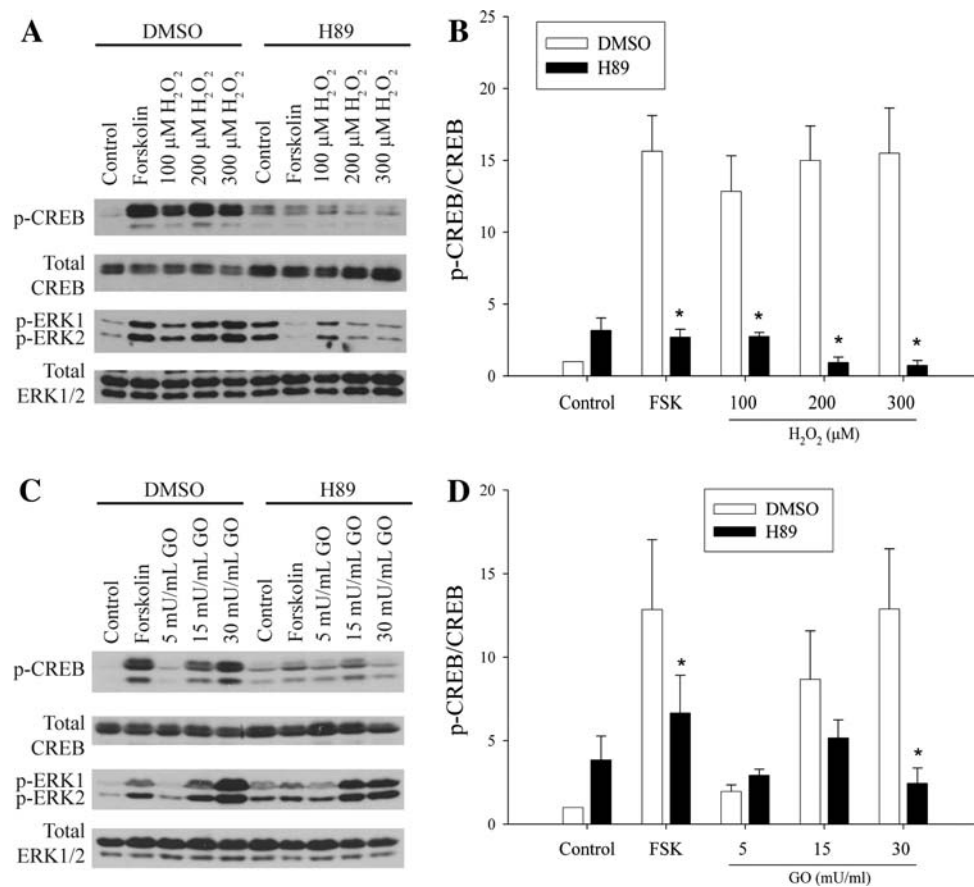 A
DMSO
H89
Control
Forskolin
100 µM H₂O₂
200 µM H₂O₂
300 µM H₂O₂
Control
Forskolin
100 µM H₂O₂
200 µM H₂O₂
300 µM H₂O₂
p-CREB
Total
CREB
p-ERK1
p-ERK2
Total
ERK1/2
B
25
20
15
10
5
0
p-CREB/CREB
DMSO
H89
*
*
*
*
Control
FSK
100
200
300
H₂O₂ (µM)
C
DMSO
H89
Control
Forskolin
5 mU/mL GO
15 mU/mL GO
30 mU/mL GO
Control
Forskolin
5 mU/mL GO
15 mU/mL GO
30 mU/mL GO
p-CREB
Total
CREB
p-ERK1
p-ERK2
Total
ERK1/2
D
20
15
10
5
0
p-CREB/CREB
DMSO
H89
*
*
Control
FSK
5
15
30
GO (mU/ml)